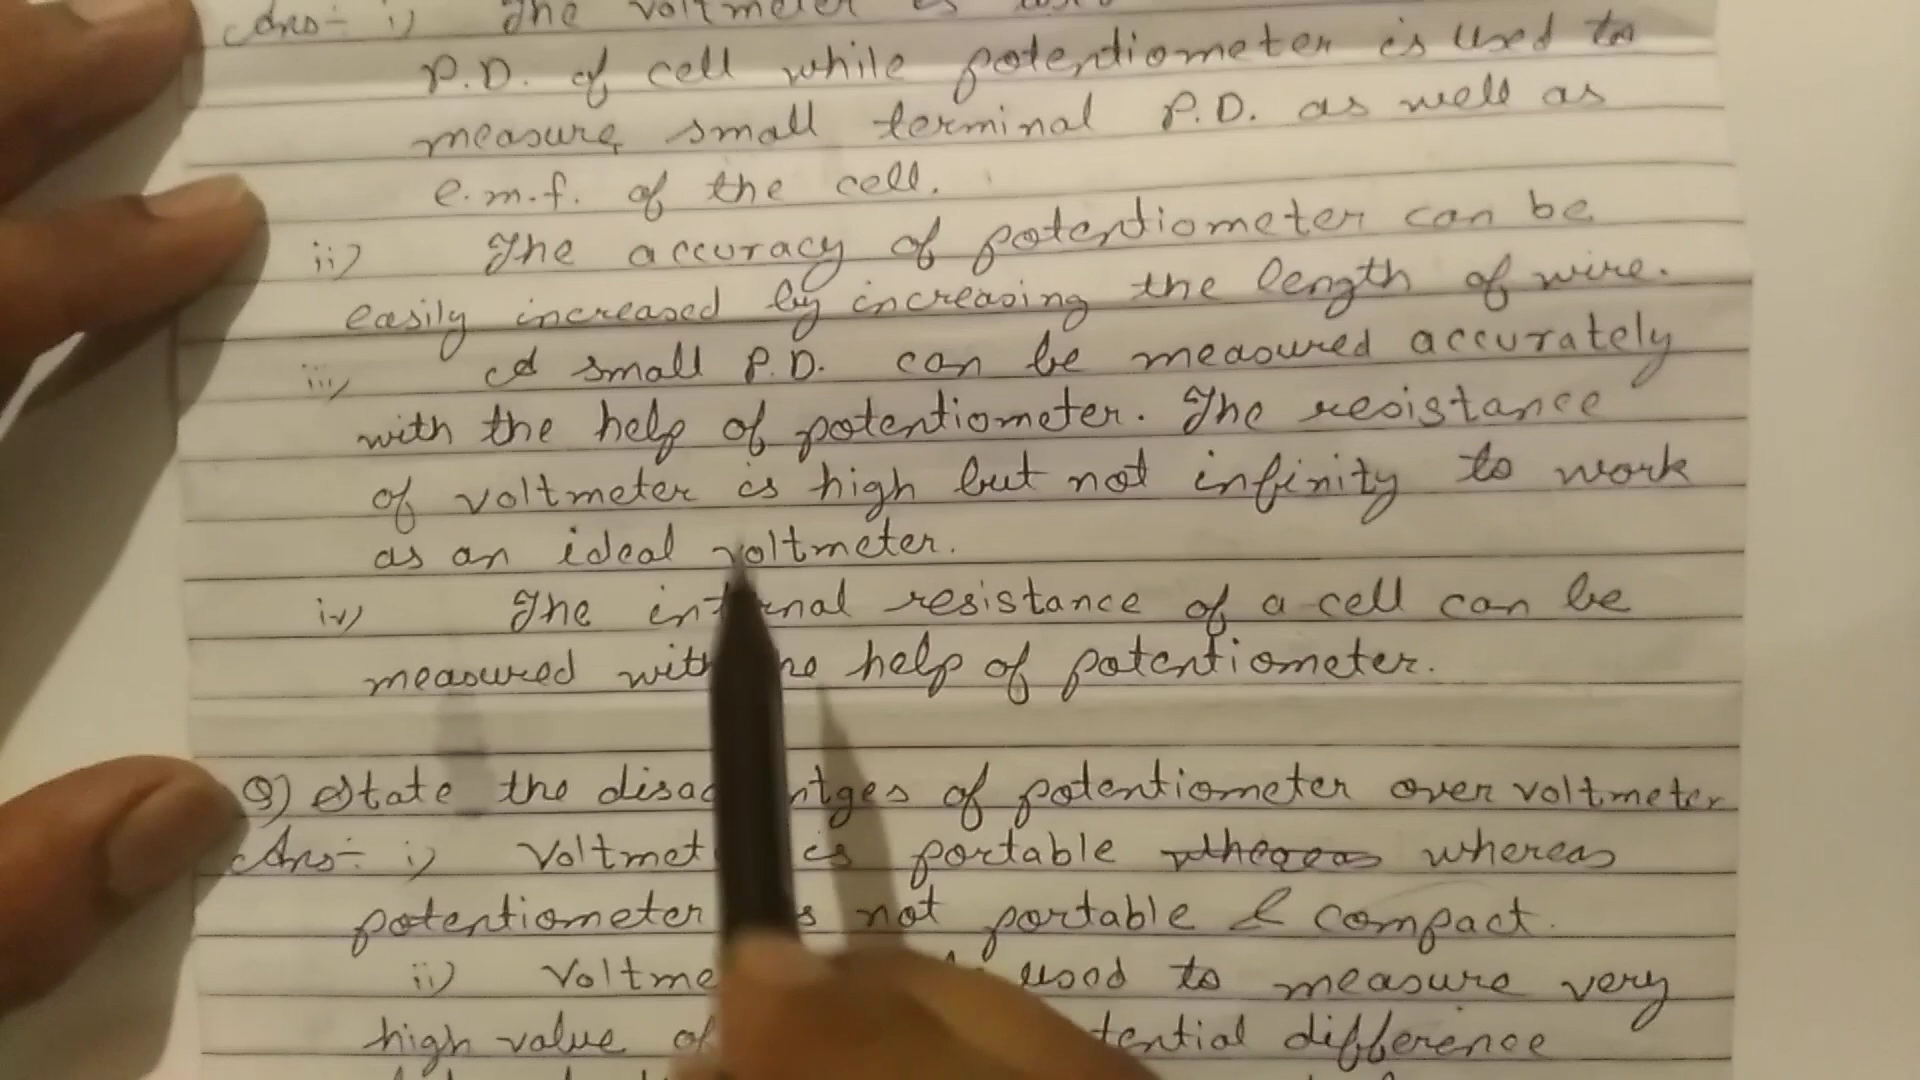 Ans- i) The voltmeter is
P.D. of cell while potentiometer is used to
measure small terminal P.D. as well as
e.m.f. of the cell.
ii) The accuracy of potentiometer can be
easily increased by increasing the length of wire.
iii) A small P.D. can be measured accurately
with the help of potentiometer. The resistance
of voltmeter is high but not infinity to work
as an ideal voltmeter.
iv) The internal resistance of a cell can be
measured with the help of potentiometer.
Q) State the of potentiometer over voltmeter
Ans- i) Voltmet is portable whereas whereas
potentiometer is not portable & compact.
ii) Voltme used to measure very
high value of tential difference